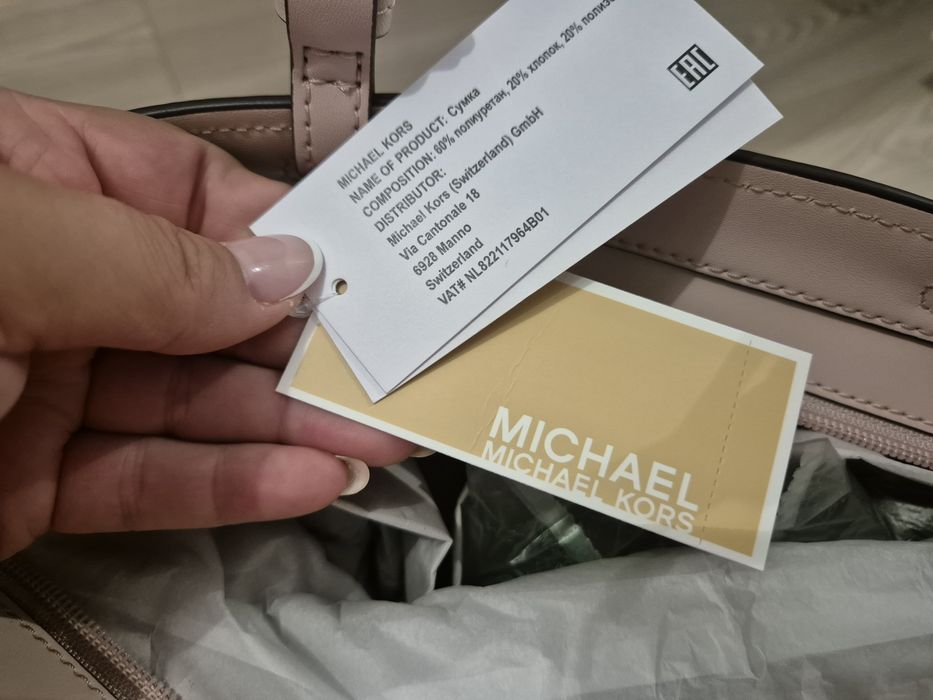 MICHAEL KORS
NAME OF PRODUCT: Сумка
COMPOSITION: 60% полиуретан, 20% хлопок, 20%
DISTRIBUTOR:
Michael Kors (Switzerland) GmbH
Via Cantonale 18
6928 Manno
Switzerland
VAT# NL822117964B01
EAC
MICHAEL
MICHAEL KORS